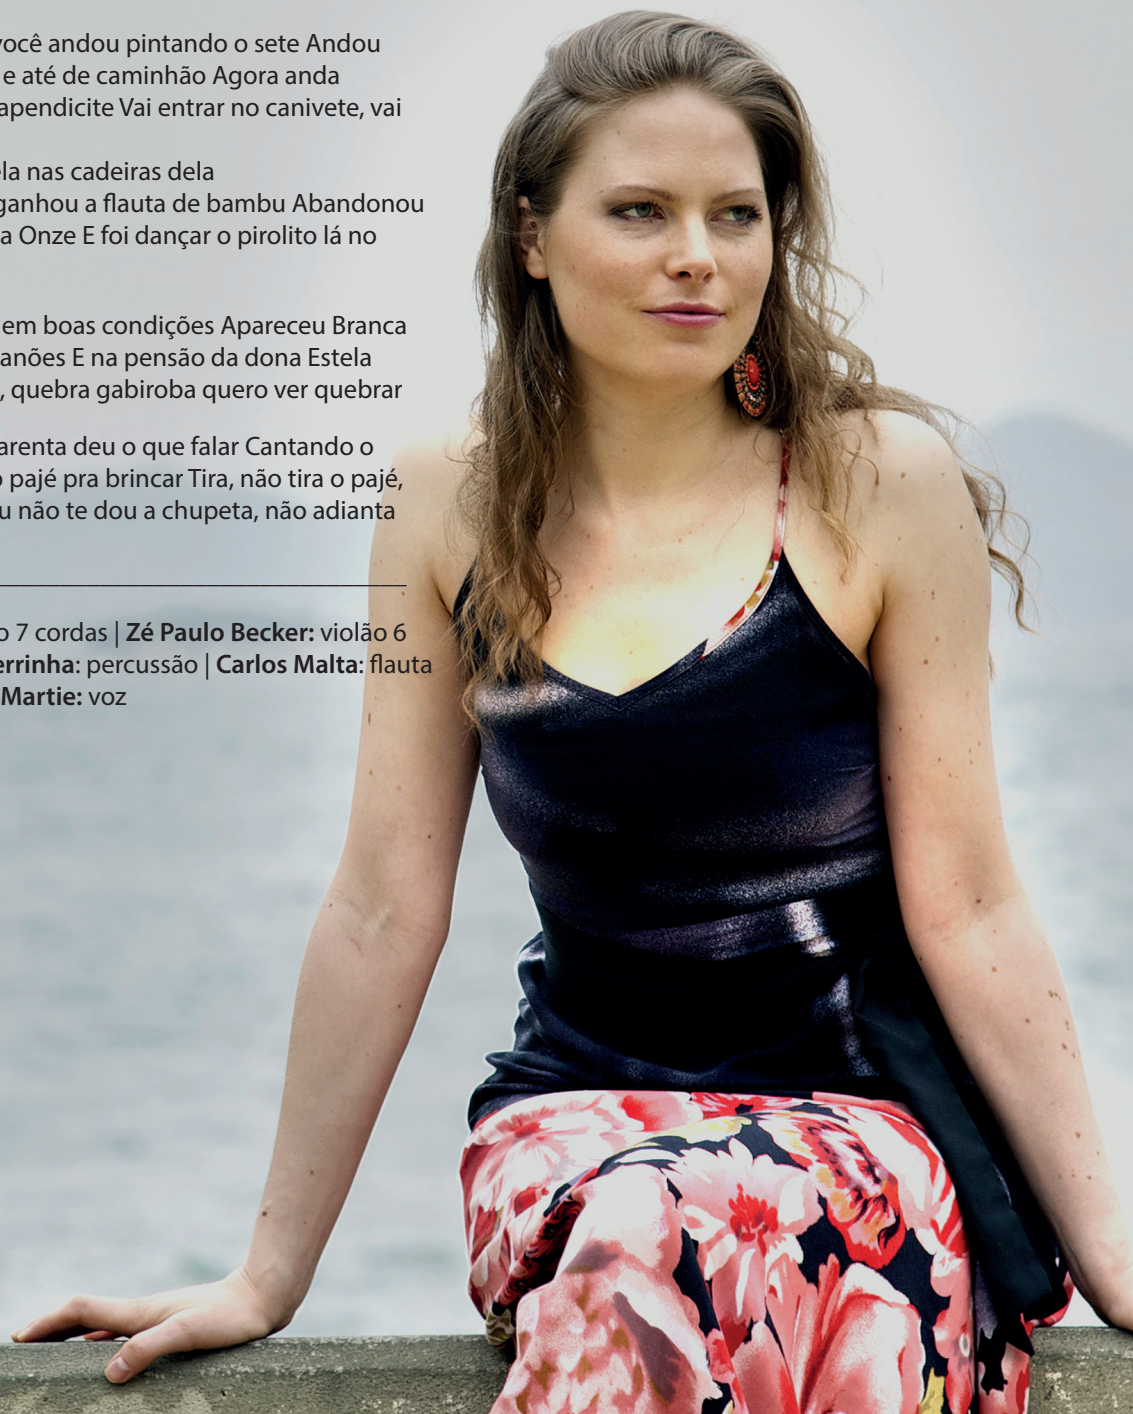 você andou pintando o sete Andou
e até de caminhão Agora anda
apendicite Vai entrar no canivete, vai
ela nas cadeiras dela
ganhou a flauta de bambu Abandonou
a Onze E foi dançar o pirolito lá no
em boas condições Apareceu Branca
anões E na pensão da dona Estela
, quebra gabiroba quero ver quebrar
arenta deu o que falar Cantando o
o pajé pra brincar Tira, não tira o pajé,
u não te dou a chupeta, não adianta
o 7 cordas | Zé Paulo Becker: violão 6
errinha: percussão | Carlos Malta: flauta
Martie: voz